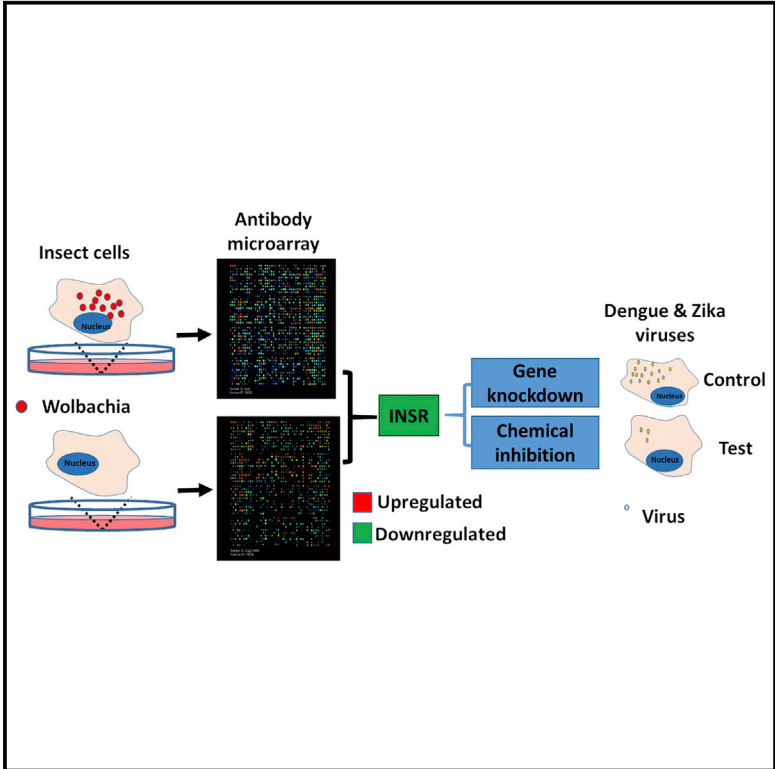 Antibody
microarray
Insect cells
Nucleus
Wolbachia
Nucleus
INSR
Upregulated
Downregulated
Gene
knockdown
Chemical
inhibition
Dengue & Zika
viruses
Nucleus
Control
Nucleus
Test
Virus